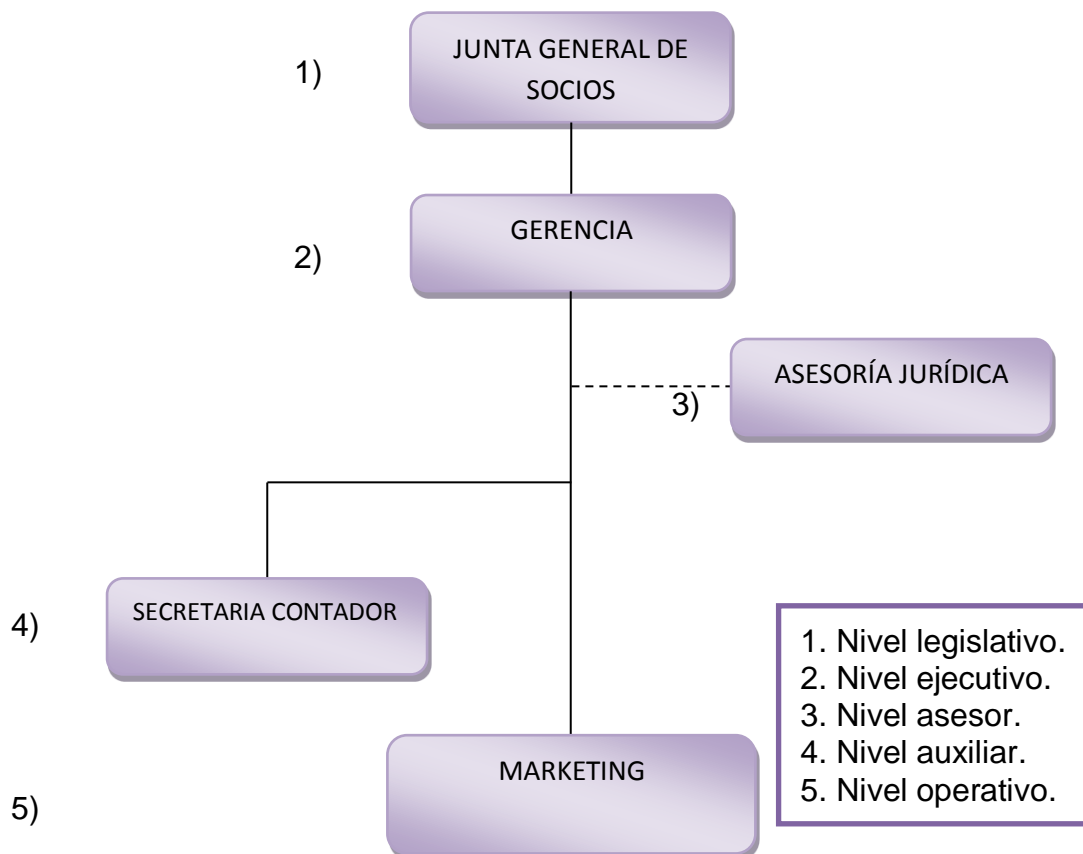 1)
JUNTA GENERAL DE
SOCIOS
2)
GERENCIA
ASESORÍA JURÍDICA
3)
4)
SECRETARIA CONTADOR
5)
MARKETING
1. Nivel legislativo.
2. Nivel ejecutivo.
3. Nivel asesor.
4. Nivel auxiliar.
5. Nivel operativo.